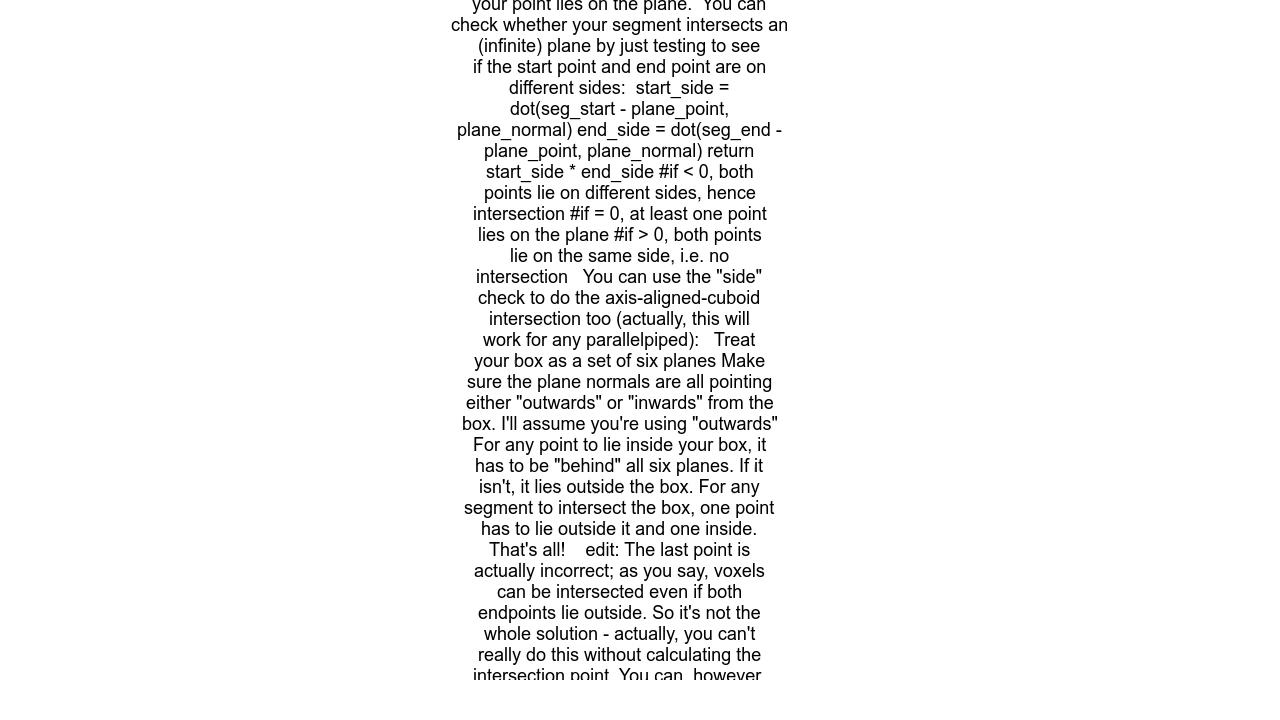 your point lies on the plane.  You can
check whether your segment intersects an
(infinite) plane by just testing to see
if the start point and end point are on
different sides:  start_side =
dot(seg_start - plane_point,
plane_normal) end_side = dot(seg_end -
plane_point, plane_normal) return
start_side * end_side #if < 0, both
points lie on different sides, hence
intersection #if = 0, at least one point
lies on the plane #if > 0, both points
lie on the same side, i.e. no
intersection   You can use the "side"
check to do the axis-aligned-cuboid
intersection too (actually, this will
work for any parallelpiped):   Treat
your box as a set of six planes Make
sure the plane normals are all pointing
either "outwards" or "inwards" from the
box. I'll assume you're using "outwards"
For any point to lie inside your box, it
has to be "behind" all six planes. If it
isn't, it lies outside the box. For any
segment to intersect the box, one point
has to lie outside it and one inside.
That's all!    edit: The last point is
actually incorrect; as you say, voxels
can be intersected even if both
endpoints lie outside. So it's not the
whole solution - actually, you can't
really do this without calculating the
intersection point. You can, however,